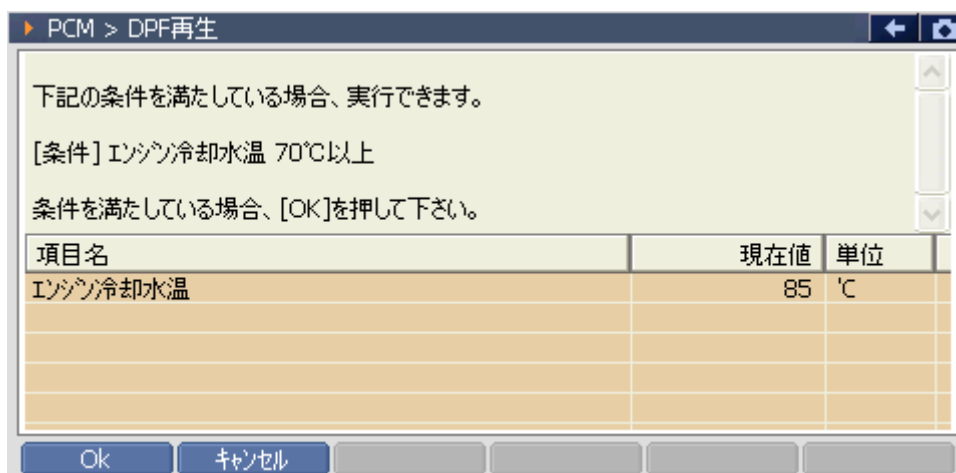 PCM > DPF再生
下記の条件を満たしている場合、実行できます。
[条件] エンジン冷却水温 70℃以上
条件を満たしている場合、[OK]を押して下さい。
項目名 現在値 単位
エンジン冷却水温 85 ℃
Ok キャンセル